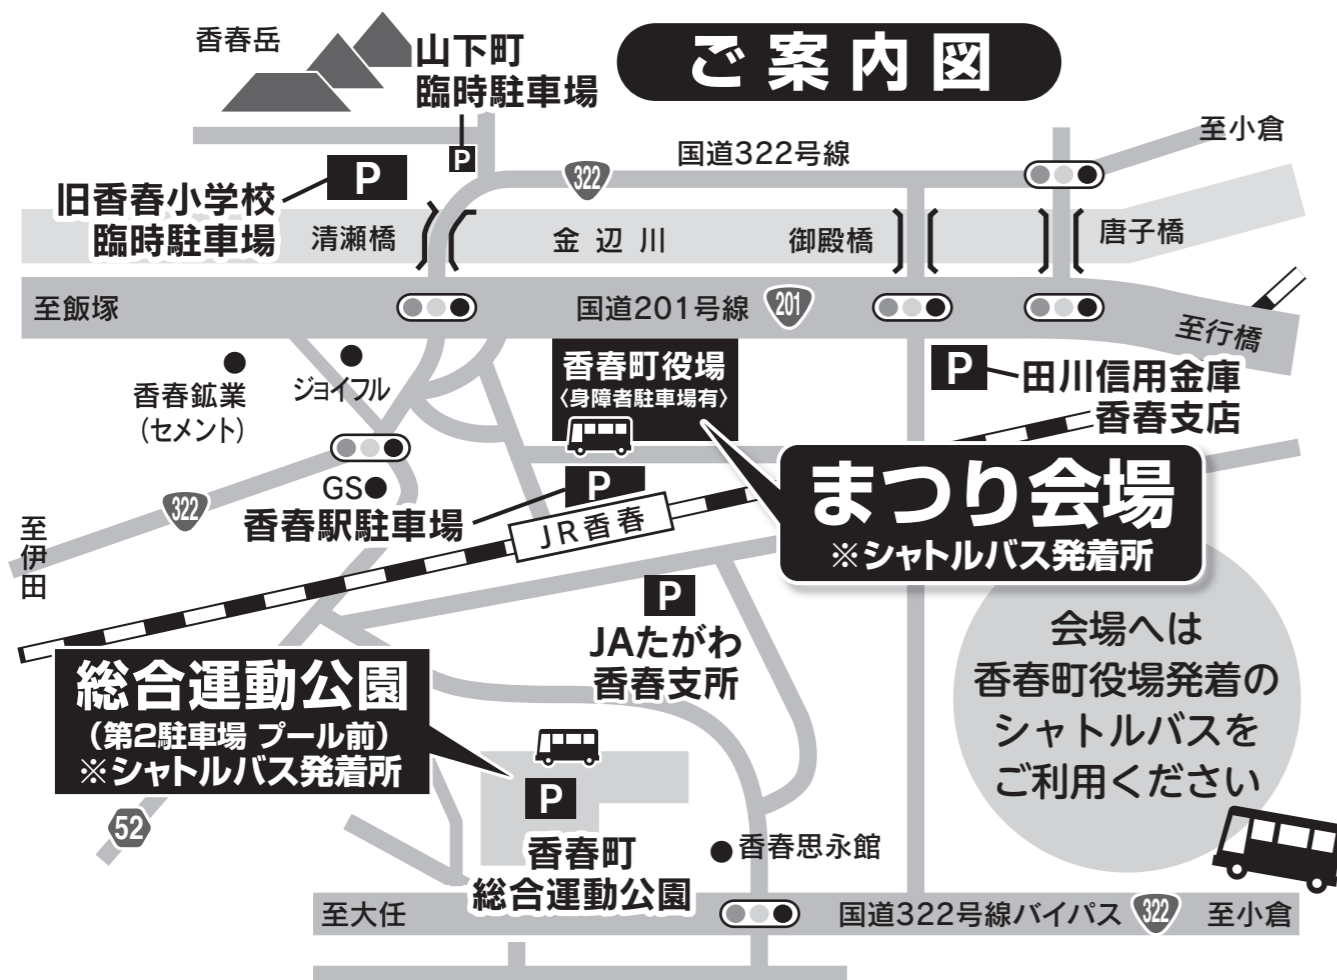 ご案内図
香春岳
山下町
臨時駐車場
P
至小倉
国道322号線
322
P
旧香春小学校
臨時駐車場
清瀬橋
金辺川
御殿橋
唐子橋
至飯塚
国道201号線
201
至行橋
香春鉱業
(セメント)
ジョイフル
香春町役場
〈身障者駐車場有〉
P
田川信用金庫
香春支店
まつり会場
※シャトルバス発着所
322
GS
至伊田
P
香春駅駐車場
JR香春
P
JAたがわ
香春支所
会場へは
香春町役場発着の
シャトルバスを
ご利用ください
総合運動公園
(第2駐車場 プール前)
※シャトルバス発着所
52
P
香春町
総合運動公園
香春思永館
至大任
国道322号線バイパス
322
至小倉